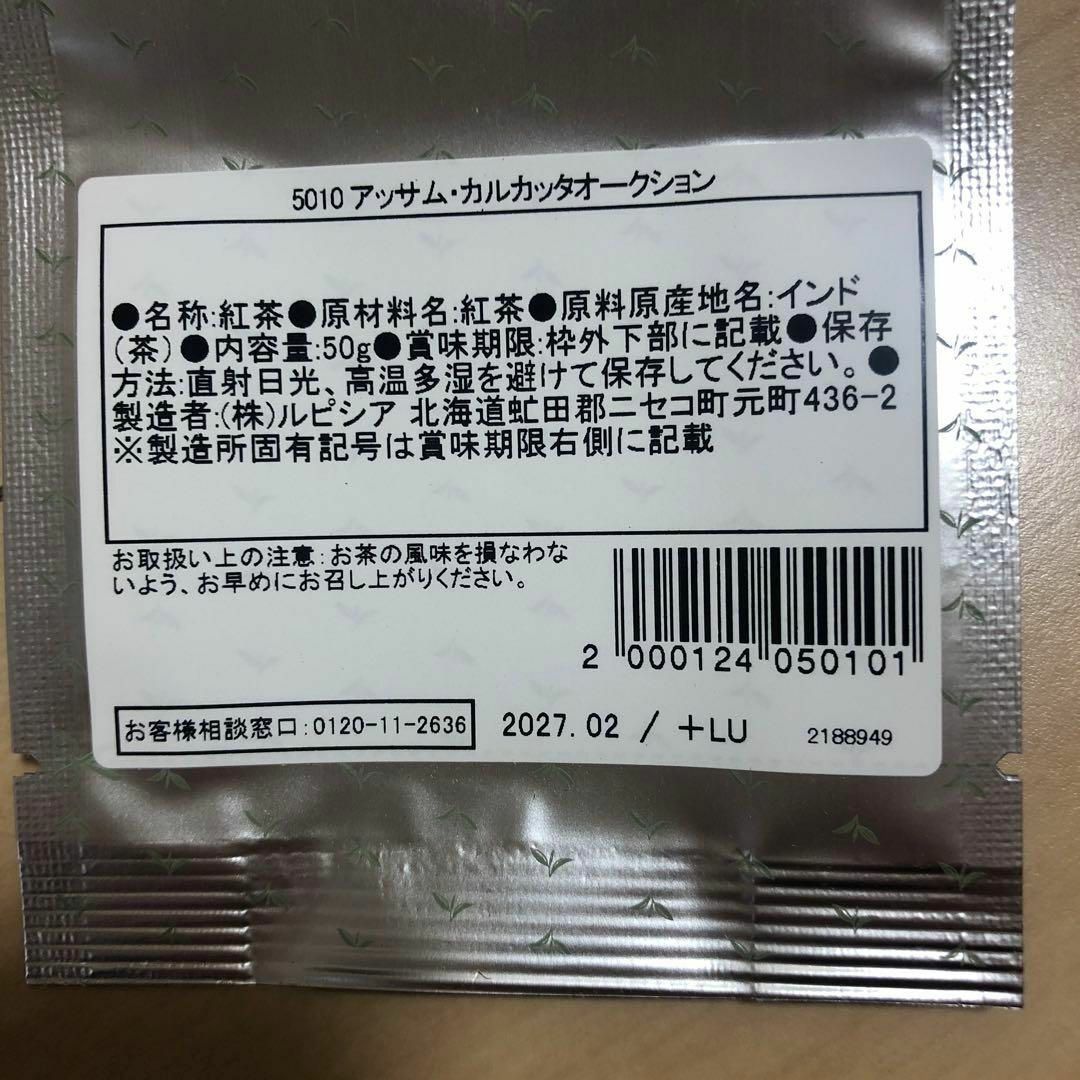 5010 アッサム・カルカッタオークション
●名称:紅茶●原材料名:紅茶●原料原産地名:インド
(茶)●内容量:50g●賞味期限:枠外下部に記載●保存
方法:直射日光、高温多湿を避けて保存してください。●
製造者:(株)ルピシア 北海道虻田郡ニセコ町元町436-2
※製造所固有記号は賞味期限右側に記載
お取扱い上の注意:お茶の風味を損なわな
いよう、お早めにお召し上がりください。
2 000124 050101
お客様相談窓口:0120-11-2636
2027.02 / +LU
2188949